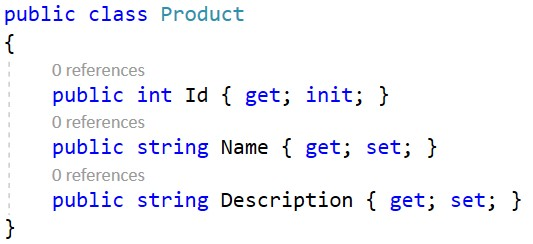 public class Product
{
0 references
public int Id { get; init; }
0 references
public string Name { get; set; }
0 references
public string Description { get; set; }
}